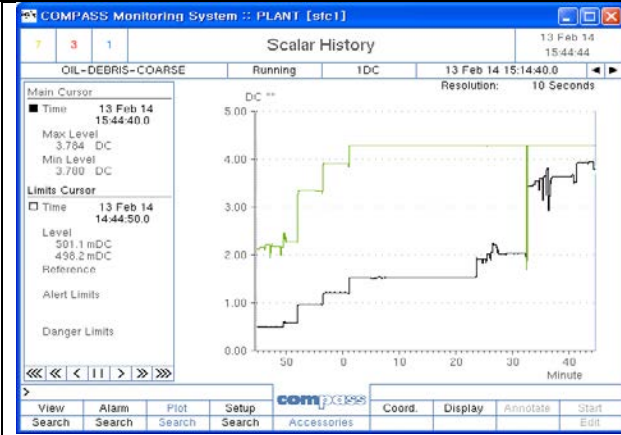 COMPASS Monitoring System :: PLANT [sfc1]
7 3 1 Scalar History 13 Feb 14
15:44:44
OIL-DEBRIS-COARSE Running 1DC 13 Feb 14 15:14:40.0
Resolution: 10 Seconds
Main Cursor
Time 13 Feb 14
15:44:40.0
Max Level
3.784 DC
Min Level
3.700 DC
Limits Cursor
Time 13 Feb 14
14:44:50.0
Level
501.1 mDC
498.2 mDC
Reference
Alert Limits
Danger Limits
DC **
5.00
4.00
3.00
2.00
1.00
0.00
50 0 10 20 30 40
Minute
>
compass
View Alarm Plot Setup Coord. Display Annotate Start
Search Search Search Search Accessories Edit